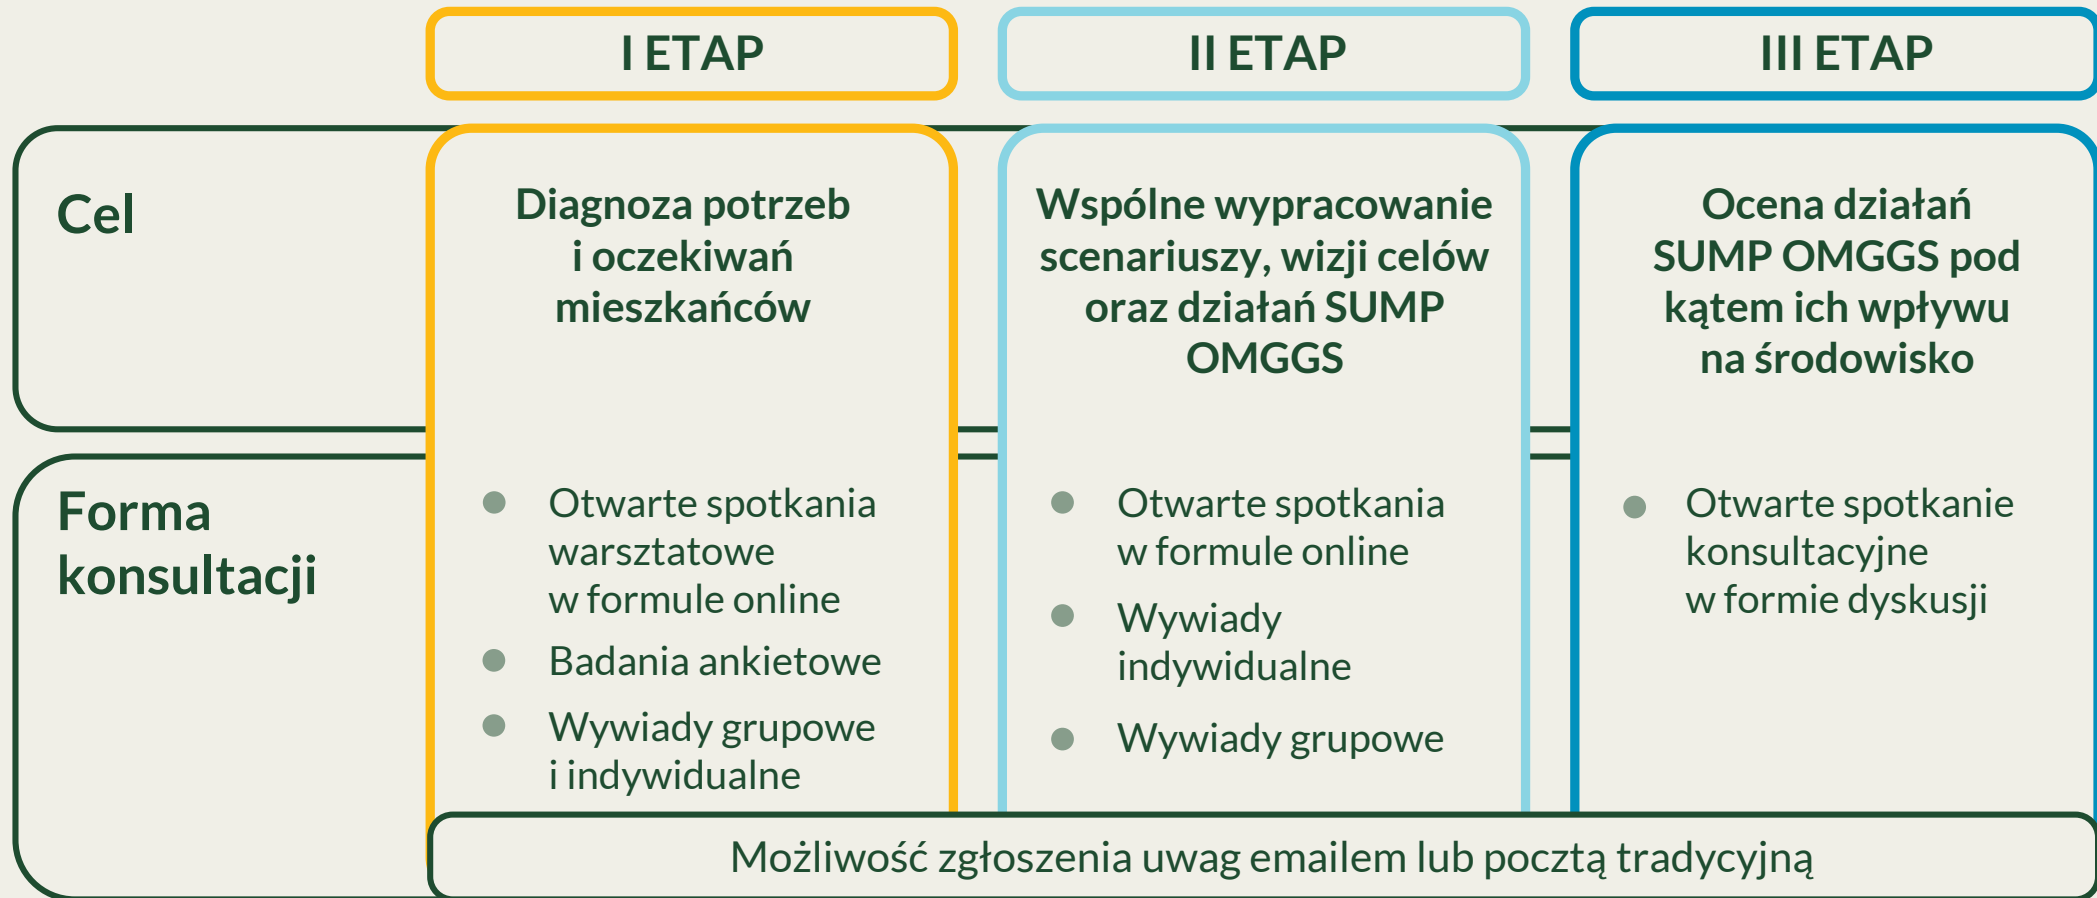 I ETAP
II ETAP
III ETAP
Cel
Diagnoza potrzeb
i oczekiwań
mieszkańców
Wspólne wypracowanie
scenariuszy, wizji celów
oraz działań SUMP
OMGGS
Ocena działań
SUMP OMGGS pod
kątem ich wpływu
na środowisko
Forma
konsultacji
Otwarte spotkania
warsztatowe
w formule online
Badania ankietowe
Wywiady grupowe
i indywidualne
Otwarte spotkania
w formule online
Wywiady
indywidualne
Wywiady grupowe
Otwarte spotkanie
konsultacyjne
w formie dyskusji
Możliwość zgłoszenia uwag emailem lub pocztą tradycyjną